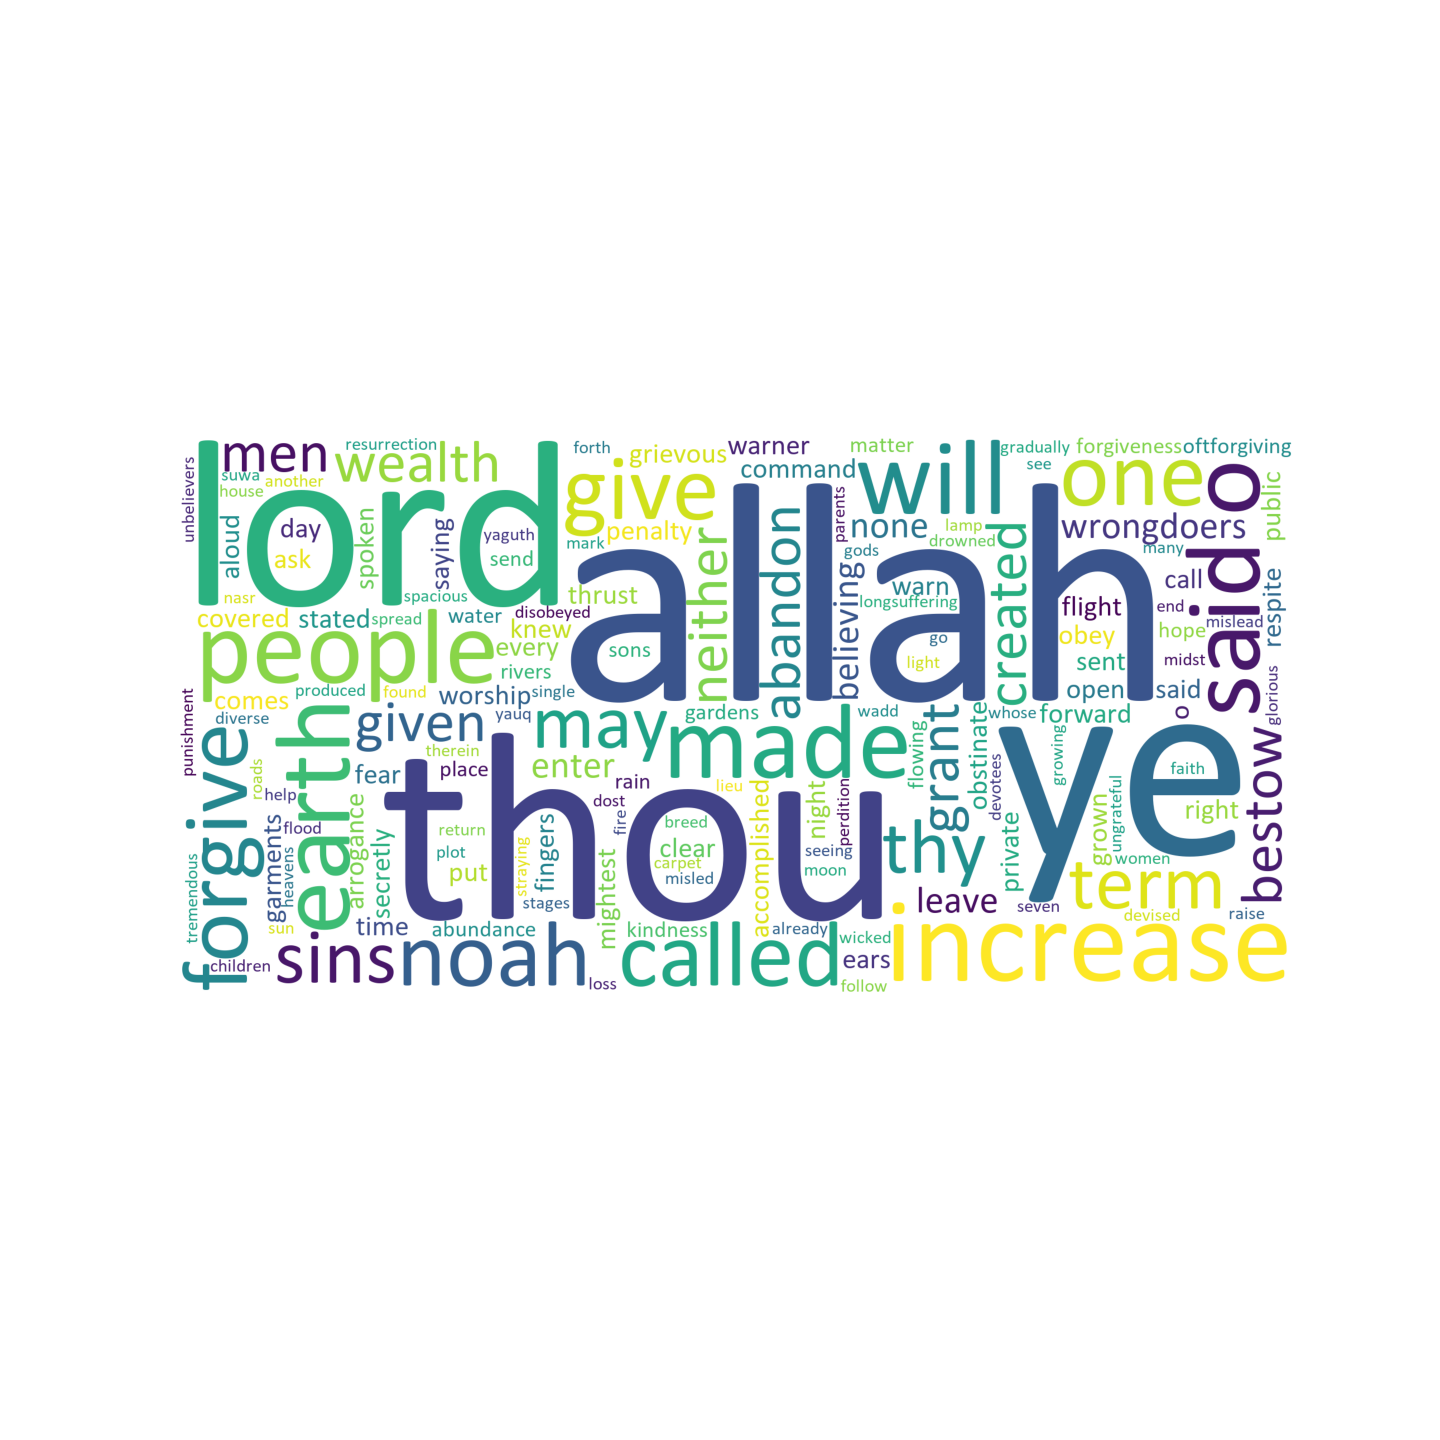 lord
allah
thou
ye
people
said
o
increase
made
will
one
give
earth
forgive
may
called
noah
sins
men
wealth
given
thy
term
bestow
grant
created
neither
abandon
believing
wrongdoers
none
resurrection
forth
grievous
warner
matter
gradually
forgiveness
oftforgiving
command
see
unbelievers
suwa
another
house
aloud
day
ask
spoken
saying
yaguth
send
mark
penalty
parents
gods
lamp
drowned
many
public
call
end
mislead
respite
nasr
spacious
thrust
disobeyed
warn
longsuffering
flight
obey
hope
covered
stated
spread
water
knew
every
sons
go
light
sent
midst
rivers
comes
produced
found
worship
single
open
said
glorious
punishment
diverse
yauq
gardens
wadd
whose
forward
o
therein
place
enter
fear
rain
lieu
flowing
obstinate
devotees
growing
faith
roads
help
flood
garments
heavens
arrogance
secretly
return
plot
put
straying
fingers
dost
fire
breed
clear
carpet
misled
stages
mightest
accomplished
night
perdition
seeing
moon
private
grown
ungrateful
women
right
leave
seven
devised
raise
tremendous
sun
time
abundance
kindness
already
wicked
children
loss
ears
follow